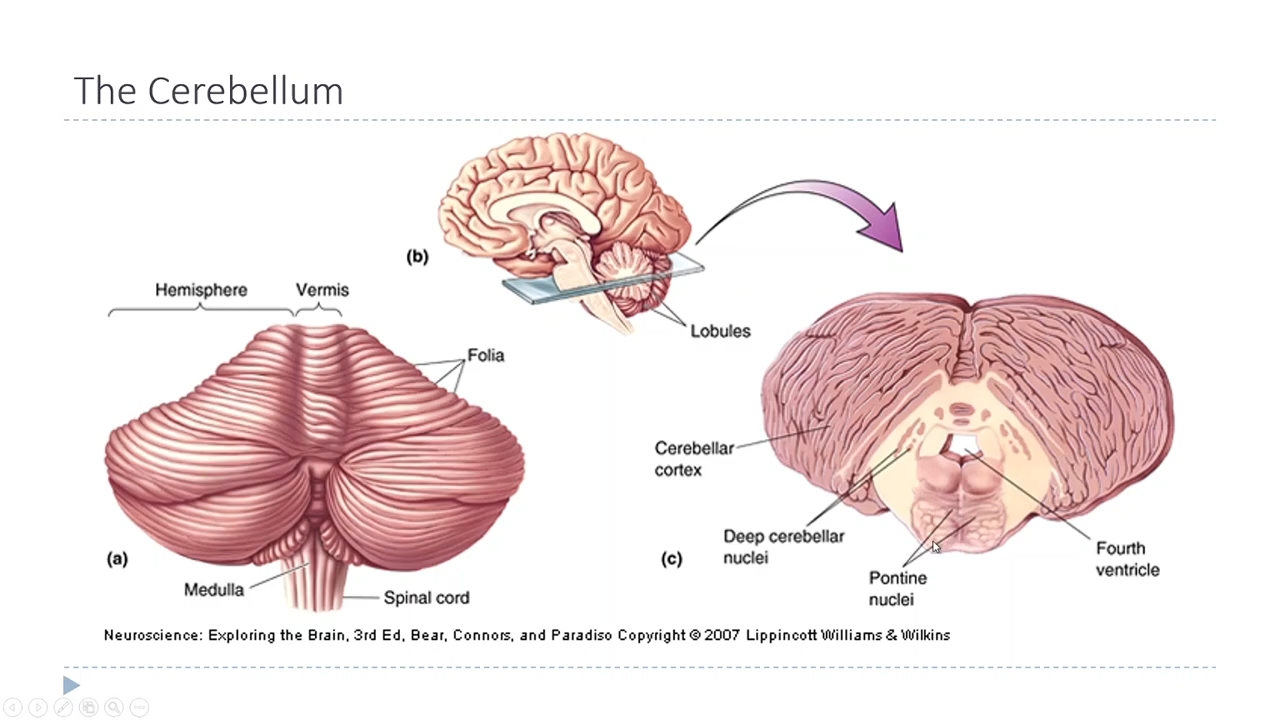 The Cerebellum
(b)
Hemisphere
Vermis
Lobules
Folia
Cerebellar
cortex
Deep cerebellar
nuclei
(a)
(c)
Fourth
ventricle
Pontine
nuclei
Medulla
Spinal cord
Neuroscience: Exploring the Brain, 3rd Ed, Bear, Connors, and Paradiso Copyright © 2007 Lippincott Williams & Wilkins